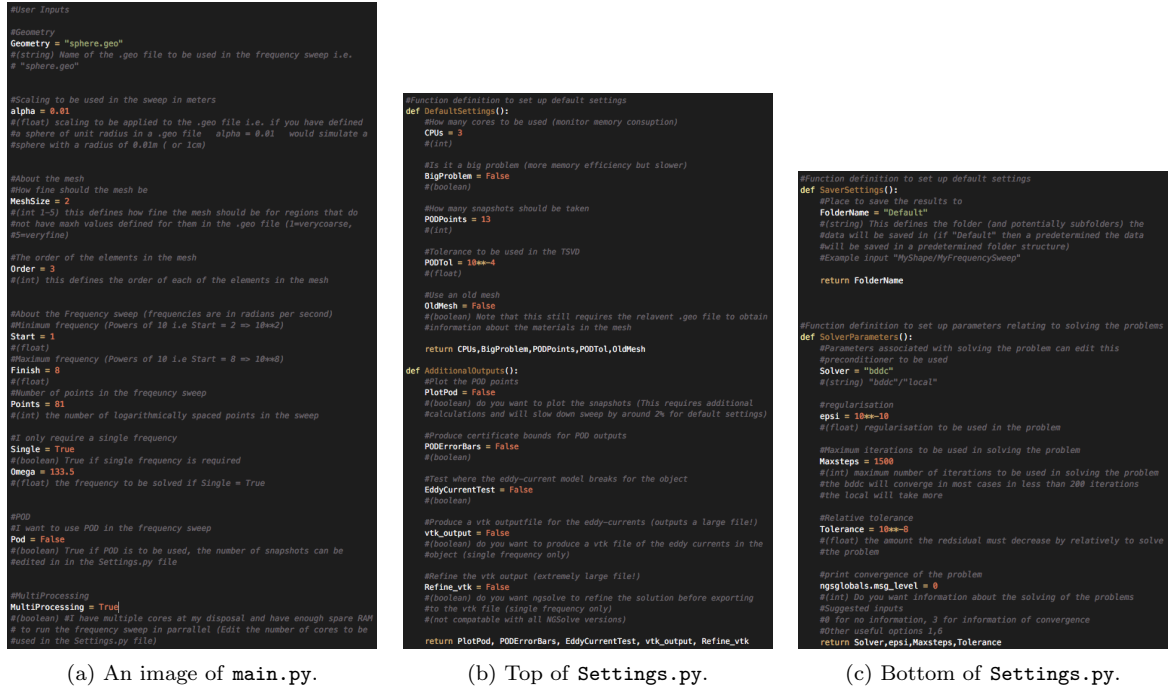 #User Inputs
#Geometry
Geometry = "sphere.geo"
#(string) Name of the .geo file to be used in the frequency sweep i.e.
# "sphere.geo"
#Scaling to be used in the sweep in meters
alpha = 0.01
#(float) scaling to be applied to the .geo file i.e. if you have defined
#a sphere of unit radius in a .geo file   alpha = 0.01   would simulate a
#sphere with a radius of 0.01m ( or 1cm)
#About the mesh
#How fine should the mesh be
MeshSize = 2
#(int 1-5) this defines how fine the mesh should be for regions that do
#not have maxh values defined for them in the .geo file (1=verycoarse,
#5=veryfine)
#The order of the elements in the mesh
Order = 3
#(int) this defines the order of each of the elements in the mesh
#About the Frequency sweep (frequencies are in radians per second)
#Minimum frequency (Powers of 10 i.e Start = 2 => 10**2)
Start = 1
#(float)
#Maximum frequency (Powers of 10 i.e Start = 8 => 10**8)
Finish = 8
#(float)
#Number of points in the freqeuncy sweep
Points = 81
#(int) the number of logarithmically spaced points in the sweep
#I only require a single frequency
Single = True
#(boolean) True if single frequency is required
Omega = 133.5
#(float) the frequency to be solved if Single = True
#POD
#I want to use POD in the frequency sweep
Pod = False
#(boolean) True if POD is to be used, the number of snapshots can be
#edited in in the Settings.py file
#MultiProcessing
MultiProcessing = True
#(boolean) #I have multiple cores at my disposal and have enough spare RAM
# to run the frequency sweep in parrallel (Edit the number of cores to be
#used in the Settings.py file)
(a) An image of main.py.
#Function definition to set up default settings
def DefaultSettings():
#How many cores to be used (monitor memory consuption)
CPUs = 3
#(int)
#Is it a big problem (more memory efficiency but slower)
BigProblem = False
#(boolean)
#How many snapshots should be taken
PODPoints = 13
#(int)
#Tolerance to be used in the TSVD
PODTol = 10**-4
#(float)
#Use an old mesh
OldMesh = False
#(boolean) Note that this still requires the relavent .geo file to obtain
#information about the materials in the mesh
return CPUs,BigProblem,PODPoints,PODTol,OldMesh
def AdditionalOutputs():
#Plot the POD points
PlotPod = False
#(boolean) do you want to plot the snapshots (This requires additional
#calculations and will slow down sweep by around 2% for default settings)
#Produce certificate bounds for POD outputs
PODErrorBars = False
#(boolean)
#Test where the eddy-current model breaks for the object
EddyCurrentTest = False
#(boolean)
#Produce a vtk outputfile for the eddy-currents (outputs a large file!)
vtk_output = False
#(boolean) do you want to produce a vtk file of the eddy currents in the
#object (single frequency only)
#Refine the vtk output (extremely large file!)
Refine_vtk = False
#(boolean) do you want ngsolve to refine the solution before exporting
#to the vtk file (single frequency only)
#(not compatable with all NGSolve versions)
return PlotPod, PODErrorBars, EddyCurrentTest, vtk_output, Refine_vtk
(b) Top of Settings.py.
#Function definition to set up default settings
def SaverSettings():
#Place to save the results to
FolderName = "Default"
#(string) This defines the folder (and potentially subfolders) the
#data will be saved in (if "Default" then a predetermined the data
#will be saved in a predetermined folder structure)
#Example input "MyShape/MyFrequencySweep"
return FolderName
#Function definition to set up parameters relating to solving the problems
def SolverParameters():
#Parameters associated with solving the problem can edit this
#preconditioner to be used
Solver = "bddc"
#(string) "bddc"/"local"
#regularisation
epsi = 10**-10
#(float) regularisation to be used in the problem
#Maximum iterations to be used in solving the problem
Maxsteps = 1500
#(int) maximum number of iterations to be used in solving the problem
#the bddc will converge in most cases in less than 200 iterations
#the local will take more
#Relative tolerance
Tolerance = 10**-8
#(float) the amount the redsidual must decrease by relatively to solve
#the problem
#print convergence of the problem
ngsglobals.msg_level = 0
#(int) Do you want information about the solving of the problems
#Suggested inputs
#0 for no information, 3 for information of convergence
#Other useful options 1,6
return Solver,epsi,Maxsteps,Tolerance
(c) Bottom of Settings.py.